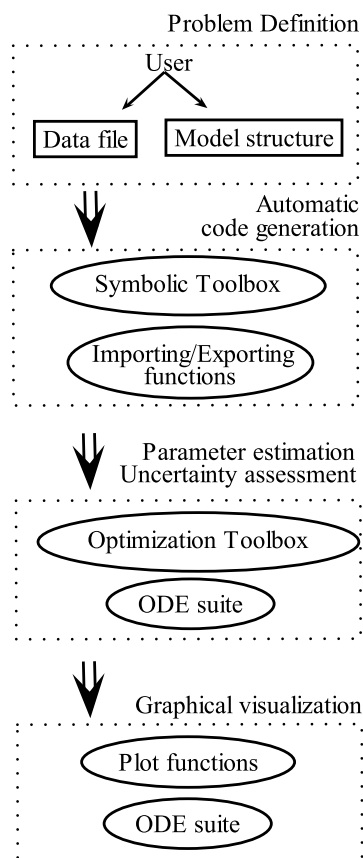 Problem Definition
User
Data file
Model structure
Automatic
code generation
Symbolic Toolbox
Importing/Exporting
functions
Parameter estimation
Uncertainty assessment
Optimization Toolbox
ODE suite
Graphical visualization
Plot functions
ODE suite